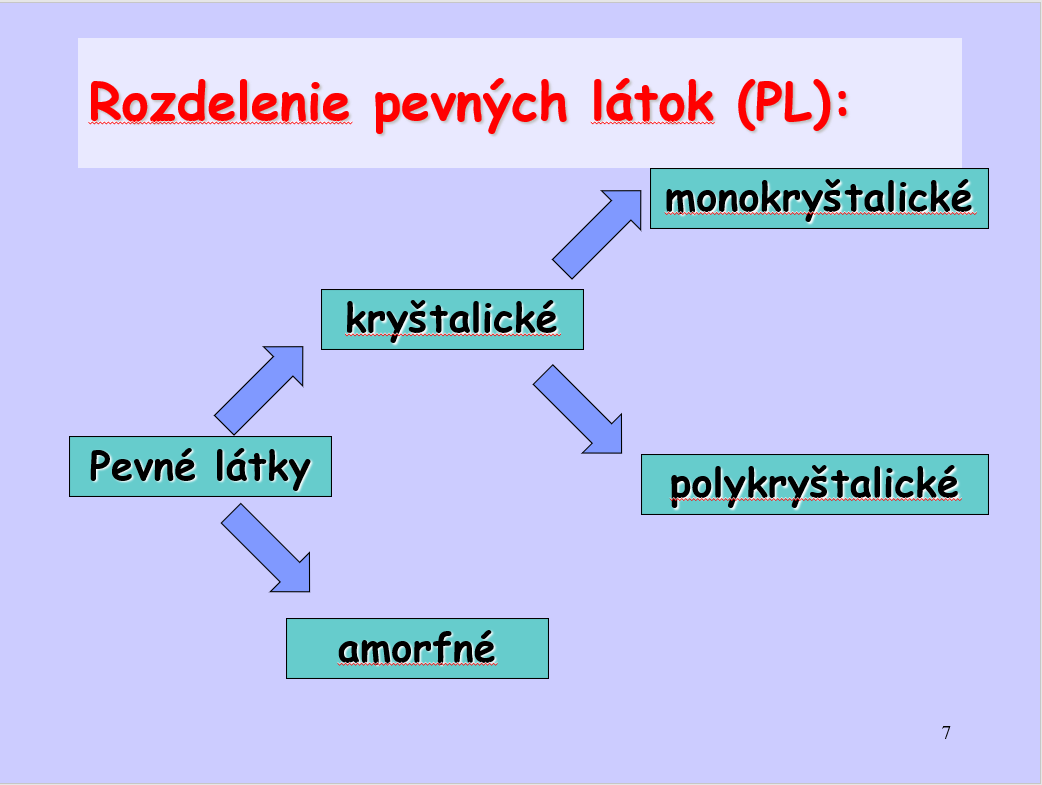 Rozdelenie pevných látok (PL):
monokryštalické
kryštalické
Pevné látky
polykryštalické
amorfné
7